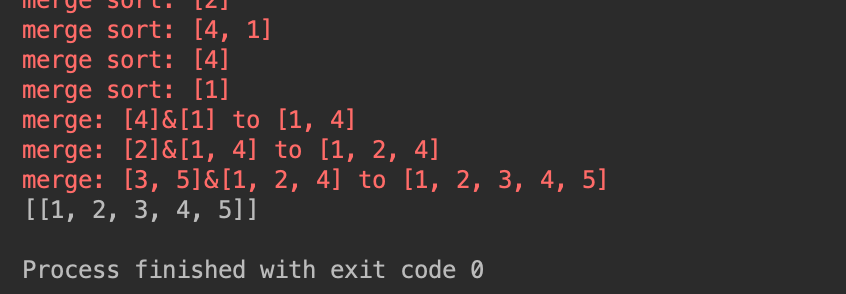 merge sort: [2]
merge sort: [4, 1]
merge sort: [4]
merge sort: [1]
merge: [4]&[1] to [1, 4]
merge: [2]&[1, 4] to [1, 2, 4]
merge: [3, 5]&[1, 2, 4] to [1, 2, 3, 4, 5]
[[1, 2, 3, 4, 5]]
Process finished with exit code 0